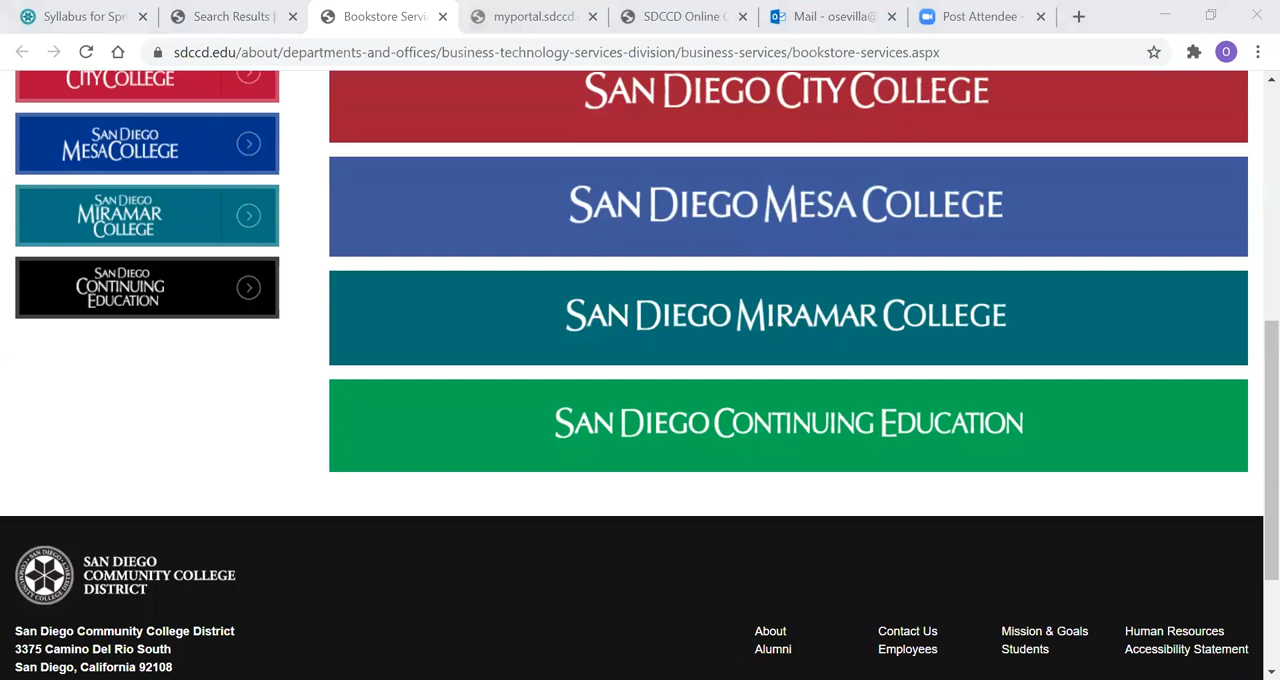 Syllabus for Spri
Search Results |
Bookstore Servic
myportal.sdccd.
SDCCD Online C
Mail - osevilla@
Post Attendee -
sdccd.edu/about/departments-and-offices/business-technology-services-division/business-services/bookstore-services.aspx
O
CITY COLLEGE
SAN DIEGO
MESA COLLEGE
SAN DIEGO
MIRAMAR
COLLEGE
SAN DIEGO
CONTINUING
EDUCATION
SAN DIEGO CITY COLLEGE
SAN DIEGO MESA COLLEGE
SAN DIEGO MIRAMAR COLLEGE
SAN DIEGO CONTINUING EDUCATION
SAN DIEGO
COMMUNITY COLLEGE
DISTRICT
San Diego Community College District
3375 Camino Del Rio South
San Diego, California 92108
About
Alumni
Contact Us
Employees
Mission & Goals
Students
Human Resources
Accessibility Statement